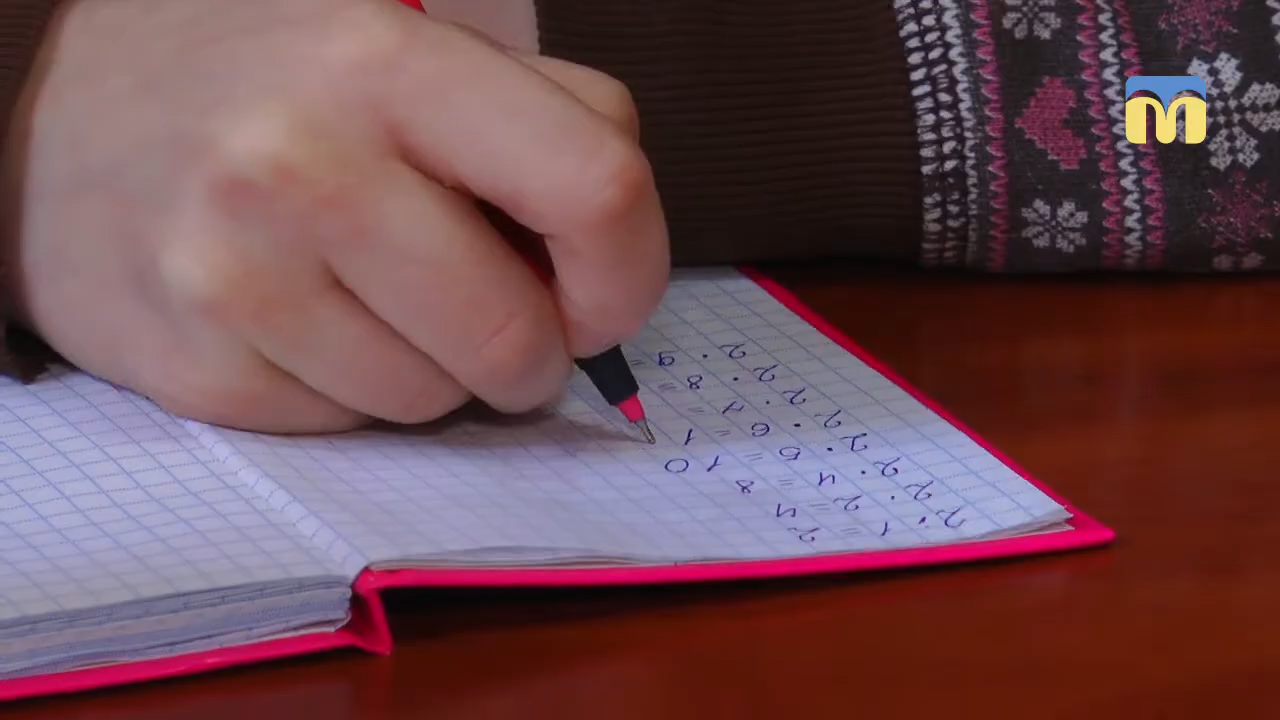 2 · 1 = 2
2 · 2 = 4
2 · 4 = 8
2 · 5 = 10
2 · 6 = 1
2 · 7 =
2 · 8 =
2 · 9 =
m